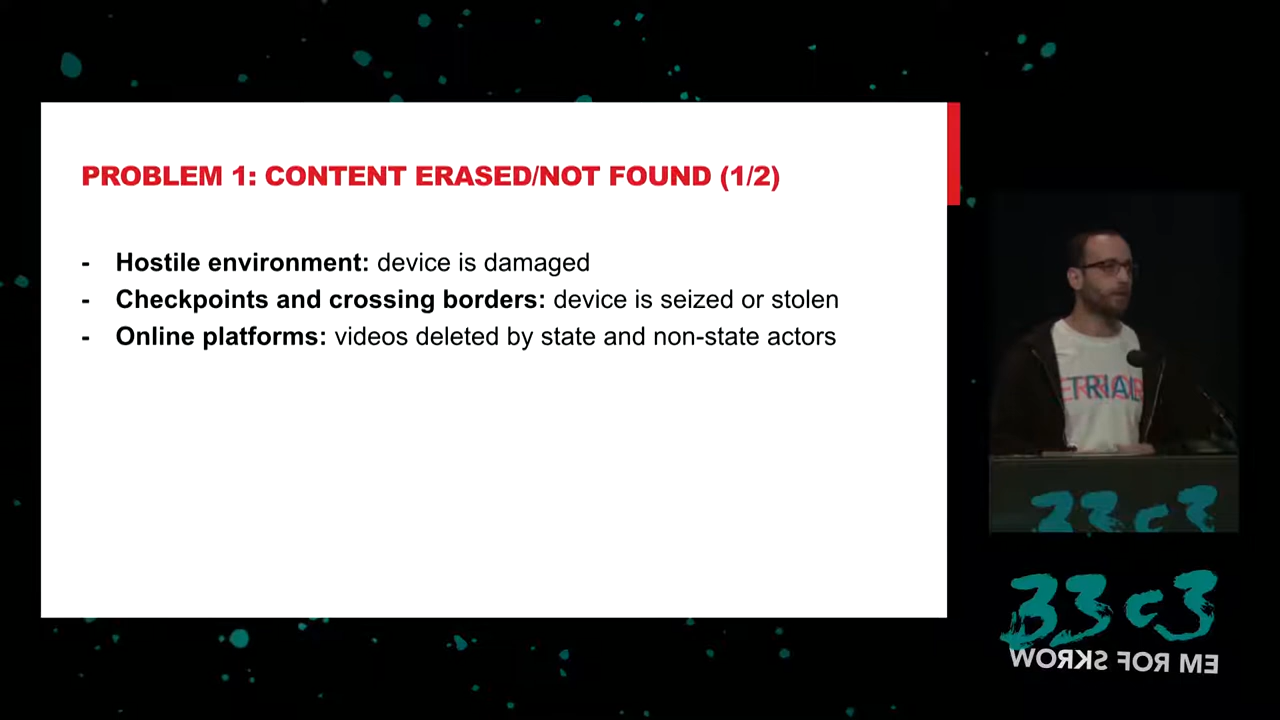 PROBLEM 1: CONTENT ERASED/NOT FOUND (1/2)
- Hostile environment: device is damaged
- Checkpoints and crossing borders: device is seized or stolen
- Online platforms: videos deleted by state and non-state actors
33c3
33c3
WORKS FOR ME